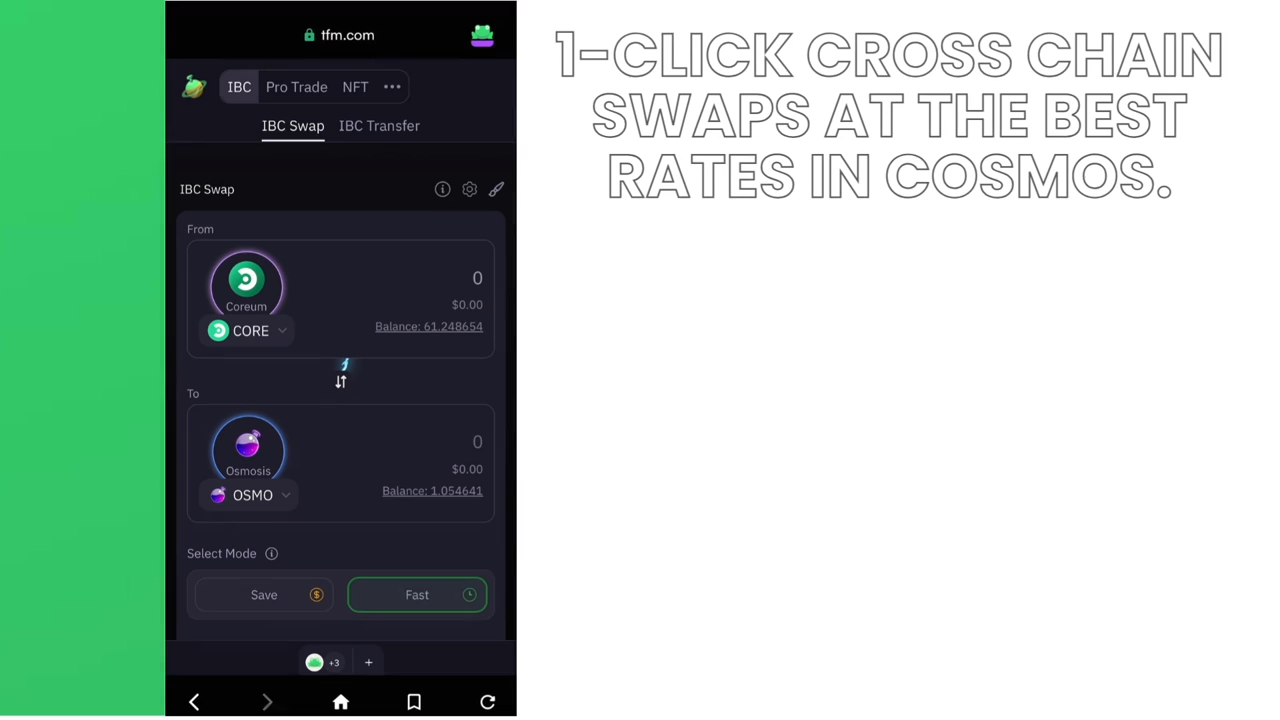 tfm.com
IBC Pro Trade NFT •••
IBC Swap IBC Transfer
IBC Swap
From
Coreum
CORE
0
$0.00
Balance: 61.248654
To
Osmosis
OSMO
0
$0.00
Balance: 1.054641
Select Mode
Save $ Fast
+3 +
1-CLICK CROSS CHAIN
SWAPS AT THE BEST
RATES IN COSMOS.